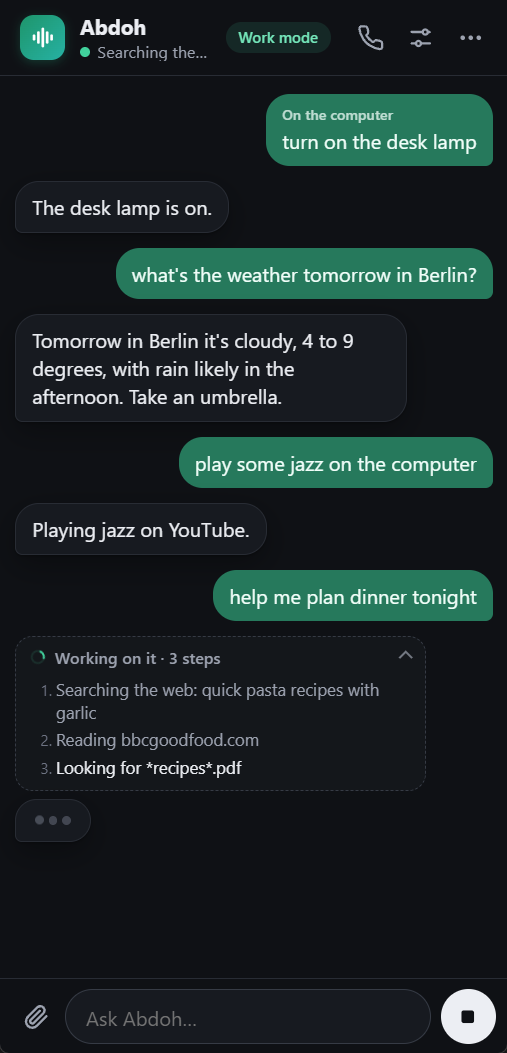 Abdoh
Searching the...
Work mode
On the computer
turn on the desk lamp
The desk lamp is on.
what's the weather tomorrow in Berlin?
Tomorrow in Berlin it's cloudy, 4 to 9
degrees, with rain likely in the
afternoon. Take an umbrella.
play some jazz on the computer
Playing jazz on YouTube.
help me plan dinner tonight
Working on it · 3 steps
1. Searching the web: quick pasta recipes with
garlic
2. Reading bbcgoodfood.com
3. Looking for *recipes*.pdf
Ask Abdoh...